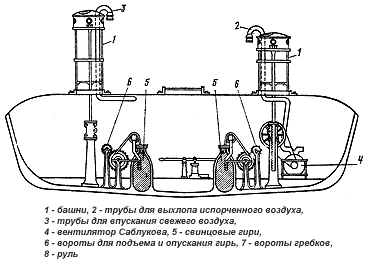 3
2
1
1
6
5
5
6
4
1 - башни, 2 - трубы для выхлопа испорченного воздуха,
3 - трубы для впускания свежего воздуха,
4 - вентилятор Саблукова, 5 - свинцовые гири,
6 - вороты для подъема и опускания гирь, 7 - вороты гребков,
8 - руль